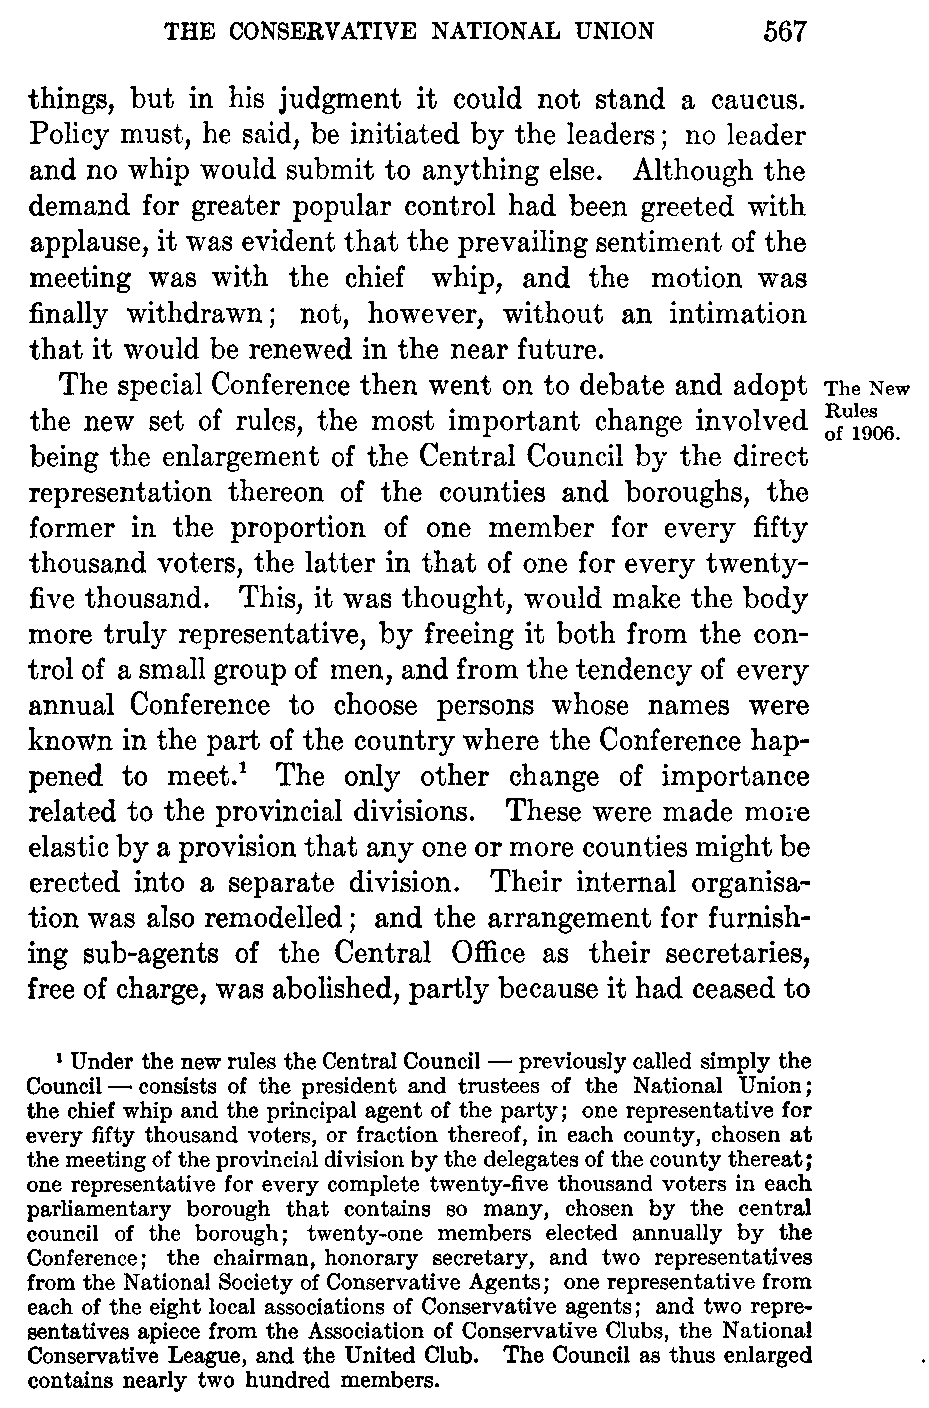 THE CONSERVATIVE NATIONAL UNION 567
things, but in his judgment it could not stand a caucus.
Policy must, he said, be initiated by the leaders; no leader
and no whip would submit to anything else. Although the
demand for greater popular control had been greeted with
applause, it was evident that the prevailing sentiment of the
meeting was with the chief whip, and the motion was
finally withdrawn; not, however, without an intimation
that it would be renewed in the near future.
The special Conference then went on to debate and adopt
the new set of rules, the most important change involved
being the enlargement of the Central Council by the direct
representation thereon of the counties and boroughs, the
former in the proportion of one member for every fifty
thousand voters, the latter in that of one for every twenty-
five thousand. This, it was thought, would make the body
more truly representative, by freeing it both from the con-
trol of a small group of men, and from the tendency of every
annual Conference to choose persons whose names were
known in the part of the country where the Conference hap-
pened to meet.¹ The only other change of importance
related to the provincial divisions. These were made more
elastic by a provision that any one or more counties might be
erected into a separate division. Their internal organisa-
tion was also remodelled; and the arrangement for furnish-
ing sub-agents of the Central Office as their secretaries,
free of charge, was abolished, partly because it had ceased to
The New
Rules
of 1906.
¹ Under the new rules the Central Council — previously called simply the
Council — consists of the president and trustees of the National Union;
the chief whip and the principal agent of the party; one representative for
every fifty thousand voters, or fraction thereof, in each county, chosen at
the meeting of the provincial division by the delegates of the county thereat;
one representative for every complete twenty-five thousand voters in each
parliamentary borough that contains so many, chosen by the central
council of the borough; twenty-one members elected annually by the
Conference; the chairman, honorary secretary, and two representatives
from the National Society of Conservative Agents; one representative from
each of the eight local associations of Conservative agents; and two repre-
sentatives apiece from the Association of Conservative Clubs, the National
Conservative League, and the United Club. The Council as thus enlarged
contains nearly two hundred members.